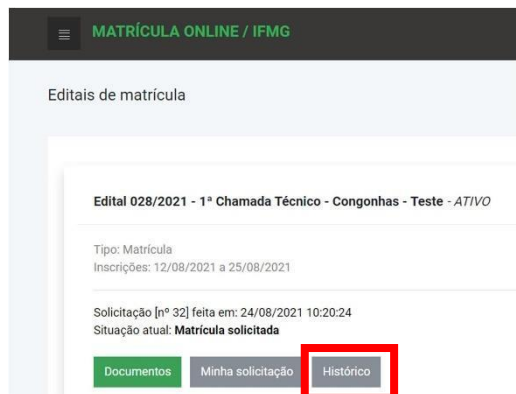 MATRÍCULA ONLINE / IFMG
Editais de matrícula
Edital 028/2021 - 1ª Chamada Técnico - Congonhas - Teste - ATIVO
Tipo: Matrícula
Inscrições: 12/08/2021 a 25/08/2021
Solicitação [nº 32] feita em: 24/08/2021 10:20:24
Situação atual: Matrícula solicitada
Documentos Minha solicitação Histórico